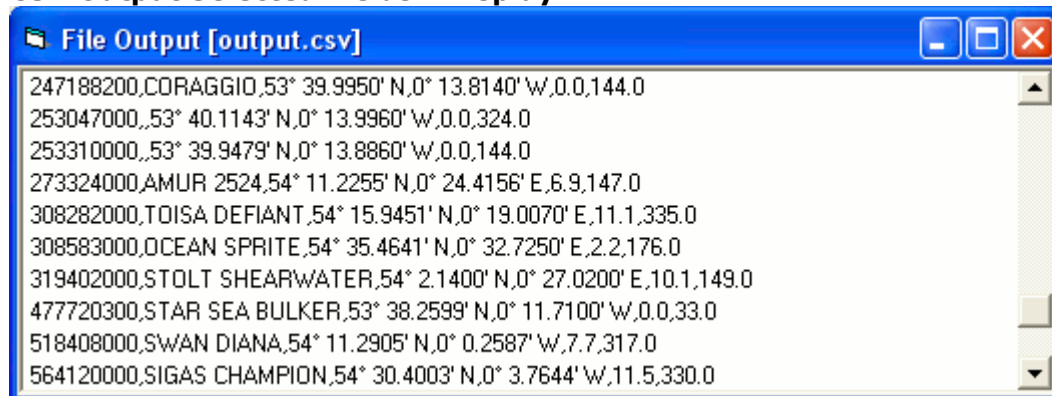 File Output [output.csv]
247188200,CORAGGIO,53° 39.9950' N,0° 13.8140' W,0.0,144.0
253047000,,53° 40.1143' N,0° 13.9960' W,0.0,324.0
253310000,,53° 39.9479' N,0° 13.8860' W,0.0,144.0
273324000,AMUR 2524,54° 11.2255' N,0° 24.4156' E,6.9,147.0
308282000,TOISA DEFIANT,54° 15.9451' N,0° 19.0070' E,11.1,335.0
308583000,OCEAN SPRITE,54° 35.4641' N,0° 32.7250' E,2.2,176.0
319402000,STOLT SHEARWATER,54° 2.1400' N,0° 27.0200' E,10.1,149.0
477720300,STAR SEA BULKER,53° 38.2599' N,0° 11.7100' W,0.0,33.0
518408000,SWAN DIANA,54° 11.2905' N,0° 0.2587' W,7.7,317.0
564120000,SIGAS CHAMPION,54° 30.4003' N,0° 3.7644' W,11.5,330.0